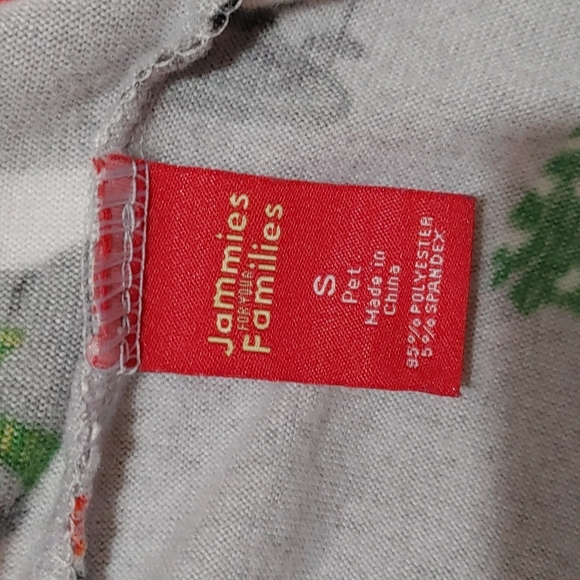 Jammies
FOR YOUR
Families
S
Pet
Made in
China
95% POLYESTER
5% SPANDEX